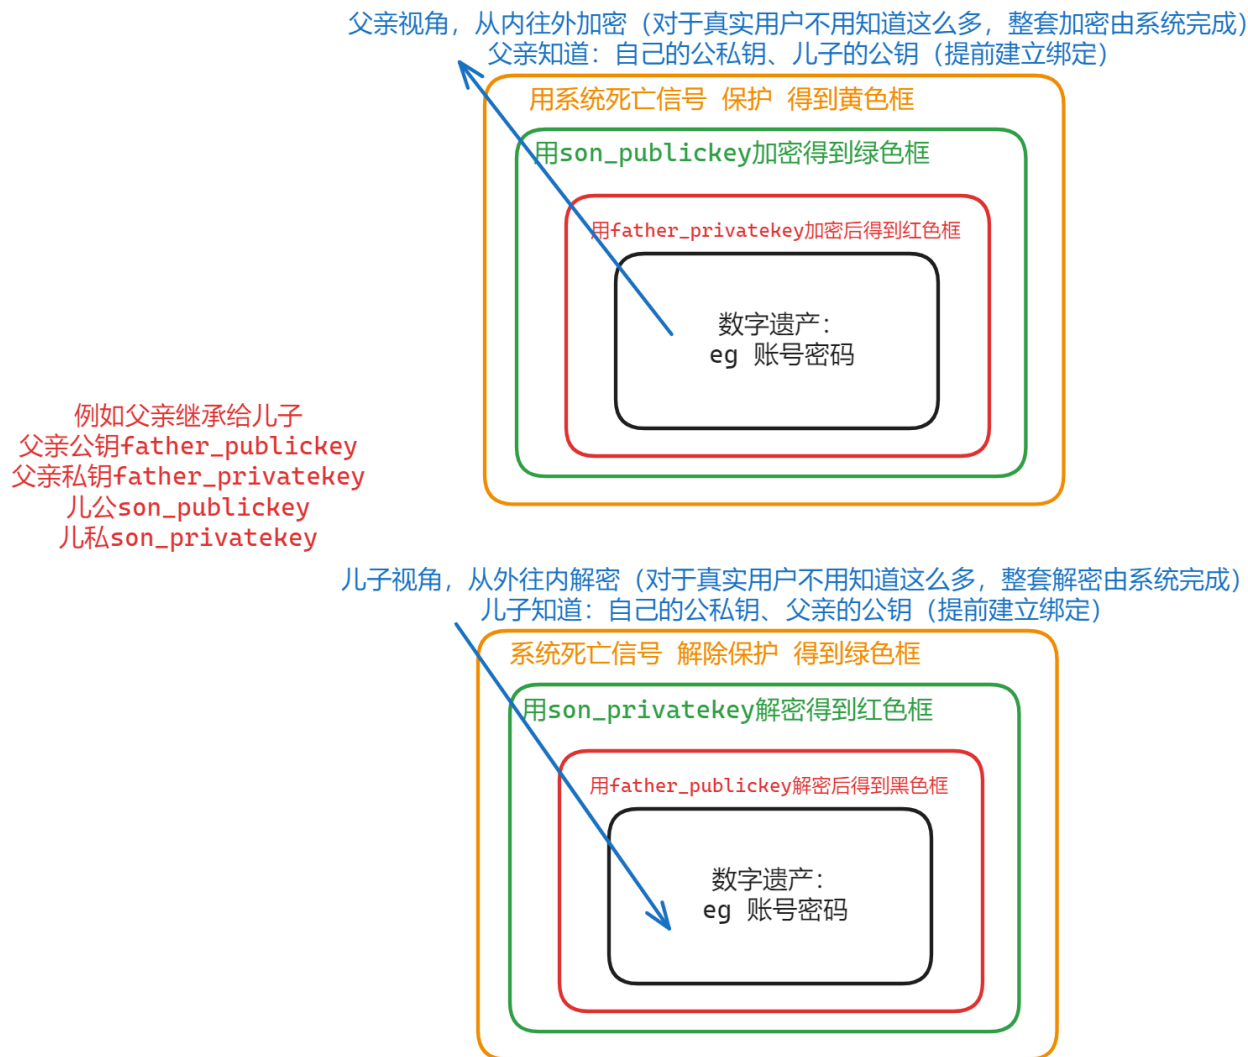 父亲视角，从内往外加密（对于真实用户不用知道这么多，整套加密由系统完成）
父亲知道：自己的公私钥、儿子的公钥（提前建立绑定）
用系统死亡信号 保护 得到黄色框
用son_publickey加密得到绿色框
用father_privatekey加密后得到红色框
数字遗产：
eg 账号密码
例如父亲继承给儿子
父亲公钥father_publickey
父亲私钥father_privatekey
儿公son_publickey
儿私son_privatekey
儿子视角，从外往内解密（对于真实用户不用知道这么多，整套解密由系统完成）
儿子知道：自己的公私钥、父亲的公钥（提前建立绑定）
系统死亡信号 解除保护 得到绿色框
用son_privatekey解密得到红色框
用father_publickey解密后得到黑色框
数字遗产：
eg 账号密码